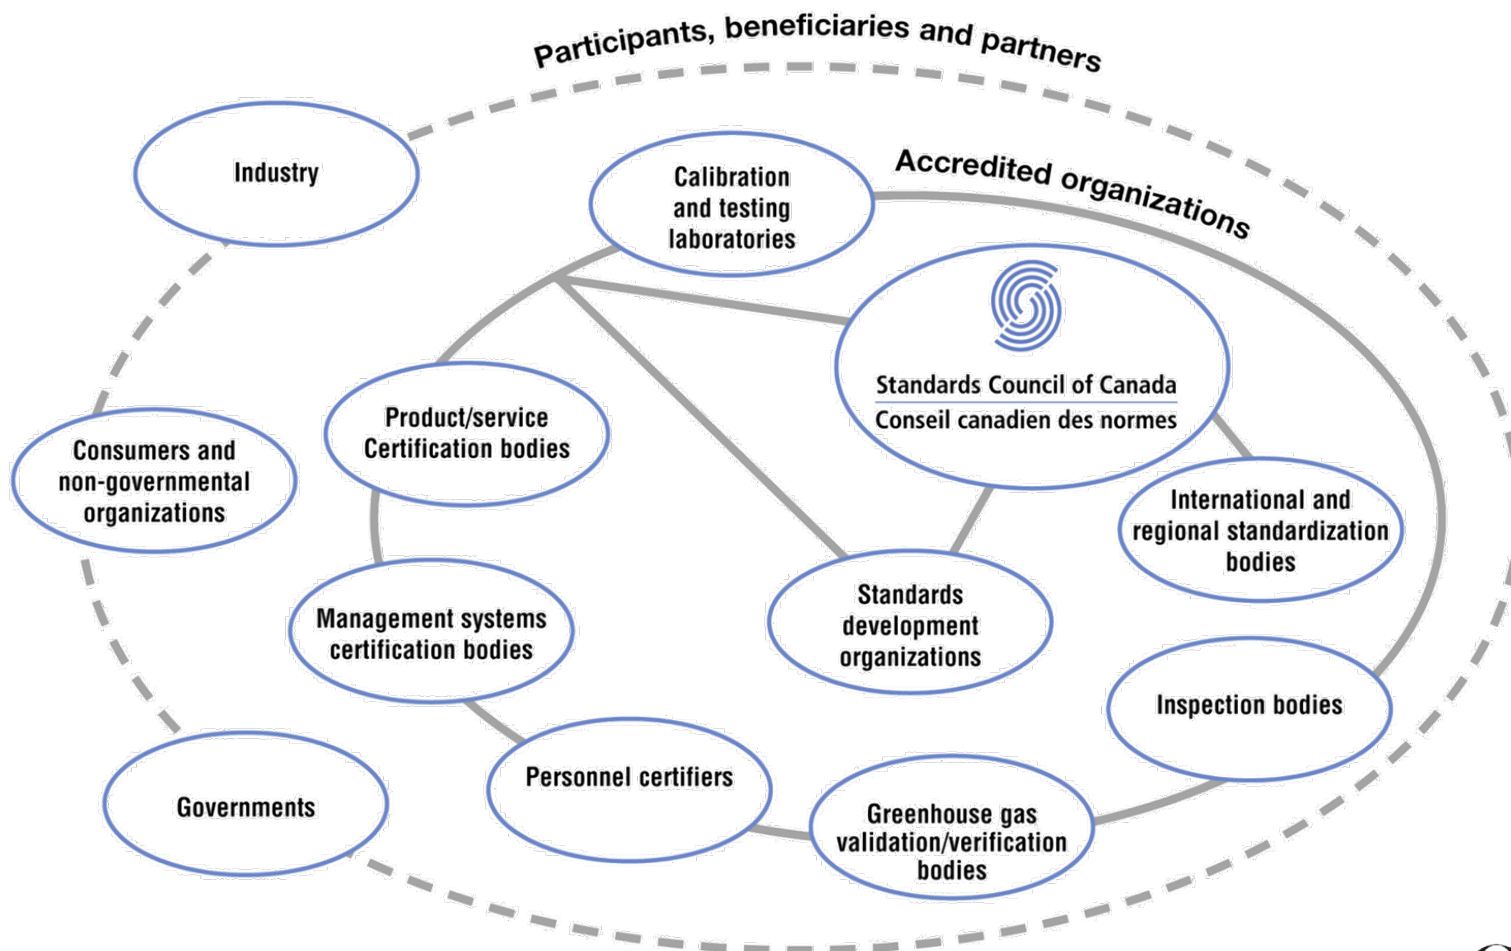 Participants, beneficiaries and partners
Accredited organizations
Industry
Calibration
and testing
laboratories
Standards Council of Canada
Conseil canadien des normes
Product/service
Certification bodies
Consumers and
non-governmental
organizations
International and
regional standardization
bodies
Management systems
certification bodies
Standards
development
organizations
Inspection bodies
Personnel certifiers
Governments
Greenhouse gas
validation/verification
bodies